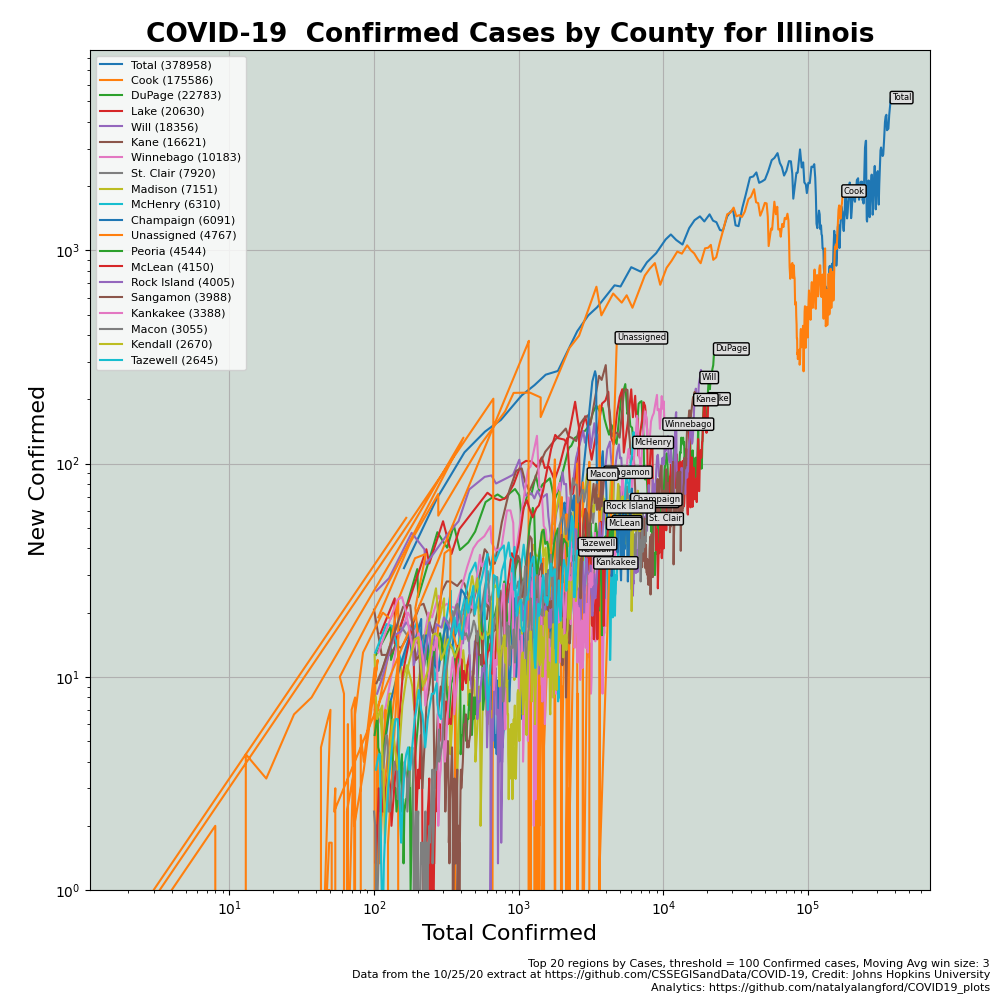 COVID-19  Confirmed Cases by County for Illinois
Total (378958)
Cook (175586)
DuPage (22783)
Lake (20630)
Will (18356)
Kane (16621)
Winnebago (10183)
St. Clair (7920)
Madison (7151)
McHenry (6310)
Champaign (6091)
Unassigned (4767)
Peoria (4544)
McLean (4150)
Rock Island (4005)
Sangamon (3988)
Kankakee (3388)
Macon (3055)
Kendall (2670)
Tazewell (2645)
Total
Cook
Unassigned
DuPage
Will
Kane
Winnebago
McHenry
Macon
Champaign
Rock Island
St. Clair
McLean
Tazewell
Kankakee
New Confirmed
10³
10²
10¹
10⁰
10¹
10²
10³
10⁴
10⁵
Total Confirmed
Top 20 regions by Cases, threshold = 100 Confirmed cases, Moving Avg win size: 3
Data from the 10/25/20 extract at https://github.com/CSSEGISandData/COVID-19, Credit: Johns Hopkins University
Analytics: https://github.com/natalyalangford/COVID19_plots